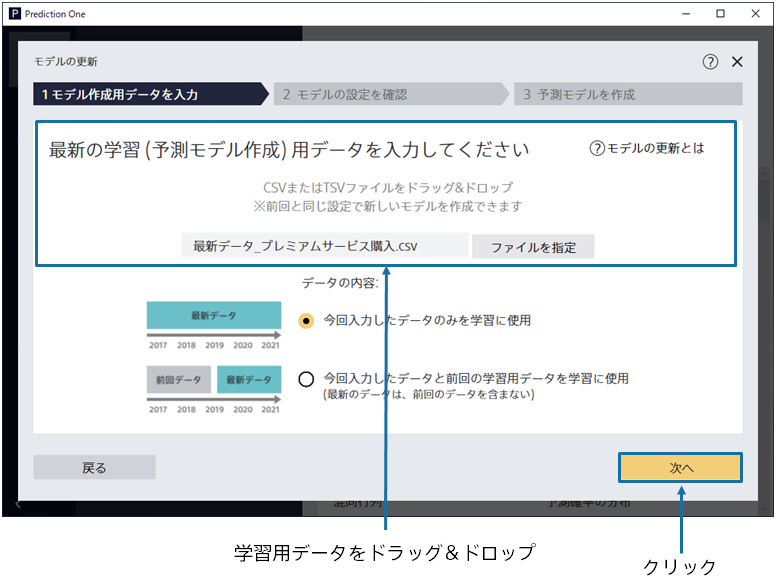 P Prediction One
モデルの更新
1 モデル作成用データを入力
2 モデルの設定を確認
3 予測モデルを作成
最新の学習 (予測モデル作成) 用データを入力してください
?モデルの更新とは
CSVまたはTSVファイルをドラッグ&ドロップ
※前回と同じ設定で新しいモデルを作成できます
最新データ_プレミアムサービス購入.csv
ファイルを指定
データの内容:
最新データ
2017 2018 2019 2020 2021
今回入力したデータのみを学習に使用
前回データ
最新データ
2017 2018 2019 2020 2021
今回入力したデータと前回の学習用データを学習に使用
(最新のデータは、前回のデータを含まない)
戻る
次へ
混同行列
予測確率の分布
学習用データをドラッグ＆ドロップ
クリック